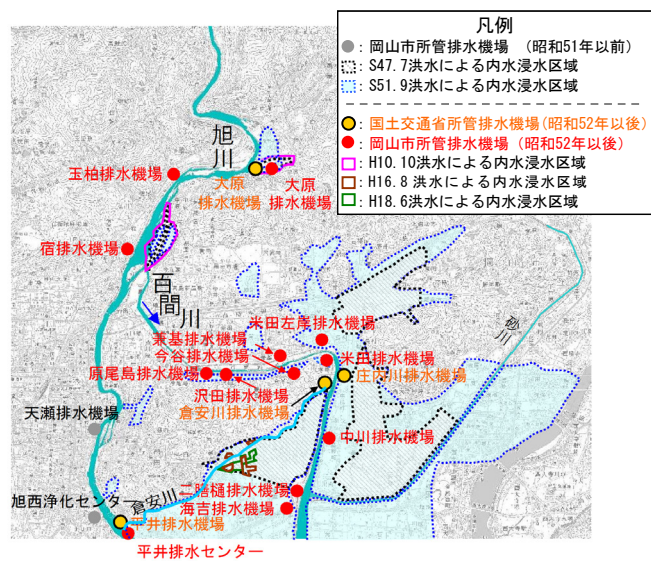 凡例
：岡山市所管排水機場 （昭和51年以前）
：S47.7洪水による内水浸水区域
：S51.9洪水による内水浸水区域
：国土交通省所管排水機場(昭和52年以後)
：岡山市所管排水機場 （昭和52年以後）
：H10.10洪水による内水浸水区域
：H16.8 洪水による内水浸水区域
：H18.6洪水による内水浸水区域
旭川
玉柏排水機場
大原
排水機場
大原
排水機場
宿排水機場
百間川
砂川
米田左岸排水機場
兼基排水機場
今谷排水機場
米田排水機場
原尾島排水機場
庄内川排水機場
沢田排水機場
倉安川排水機場
天瀬排水機場
中川排水機場
倉安川
二番樋排水機場
旭西浄化センター
海吉排水機場
平井排水機場
平井排水センター